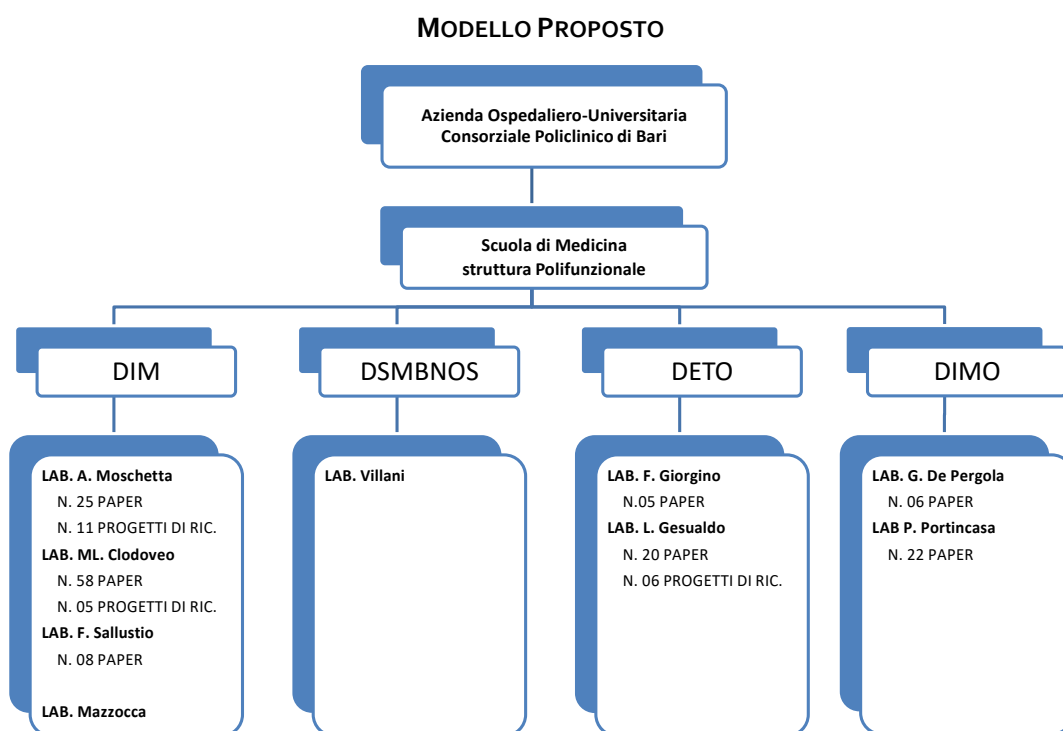 MODELLO PROPOSTO
Azienda Ospedaliero-Universitaria
Consorziale Policlinico di Bari
Scuola di Medicina
struttura Polifunzionale
DIM
DSMBNOS
DETO
DIMO
LAB. A. Moschetta
N. 25 PAPER
N. 11 PROGETTI DI RIC.
LAB. ML. Clodoveo
N. 58 PAPER
N. 05 PROGETTI DI RIC.
LAB. F. Sallustio
N. 08 PAPER
LAB. Mazzocca
LAB. Villani
LAB. F. Giorgino
N.05 PAPER
LAB. L. Gesualdo
N. 20 PAPER
N. 06 PROGETTI DI RIC.
LAB. G. De Pergola
N. 06 PAPER
LAB P. Portincasa
N. 22 PAPER